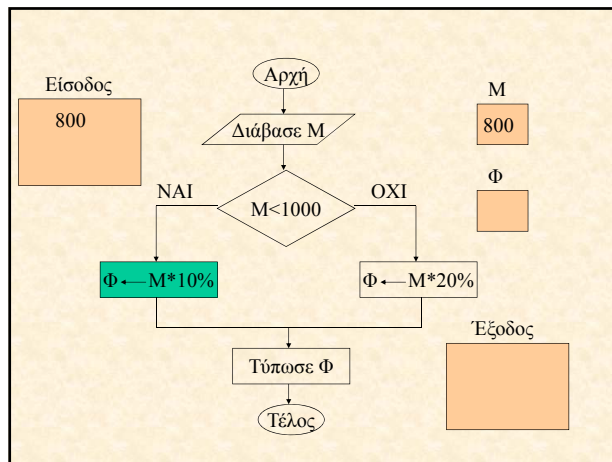 Αρχή
Είσοδος
800
Διάβασε Μ
Μ
800
ΝΑΙ
Μ<1000
ΟΧΙ
Φ
Φ ← Μ*10%
Φ ← Μ*20%
Έξοδος
Τύπωσε Φ
Τέλος